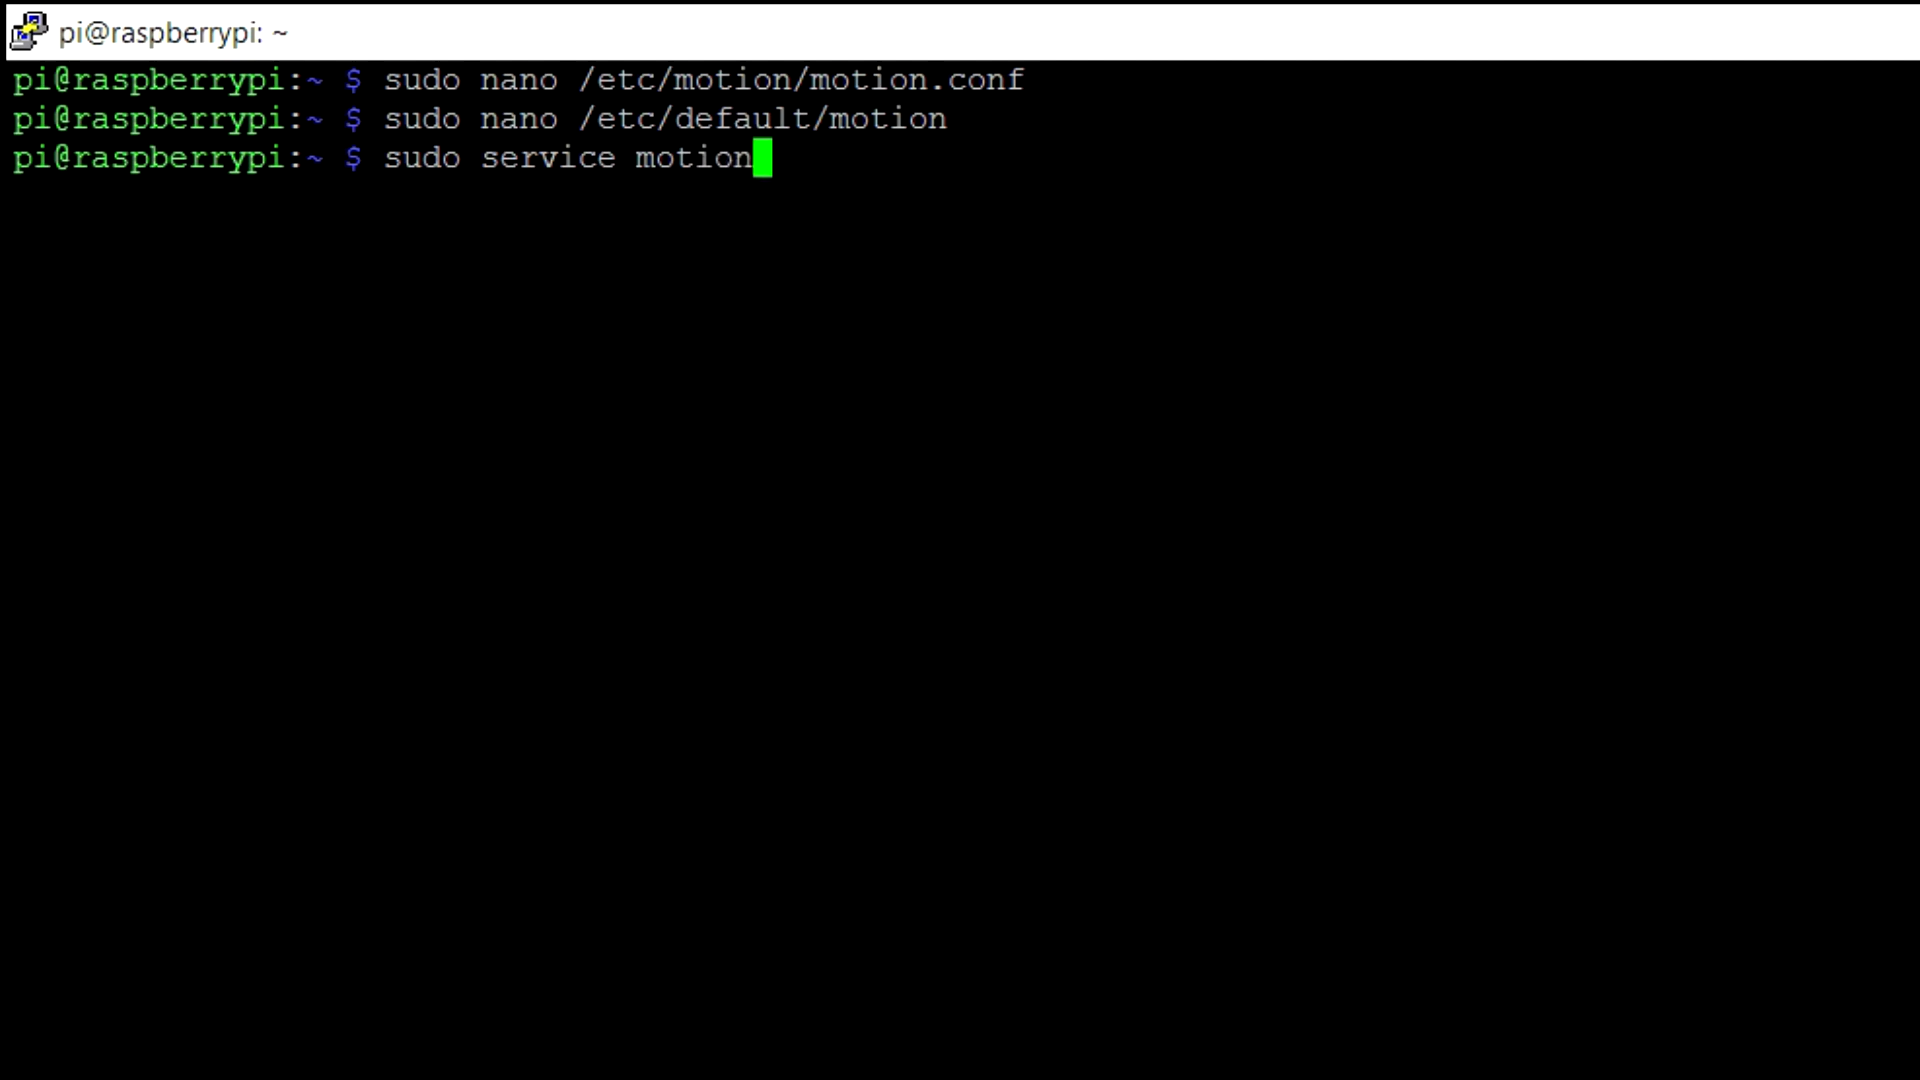 pi@raspberrypi: ~
pi@raspberrypi:~ $ sudo nano /etc/motion/motion.conf
pi@raspberrypi:~ $ sudo nano /etc/default/motion
pi@raspberrypi:~ $ sudo service motion